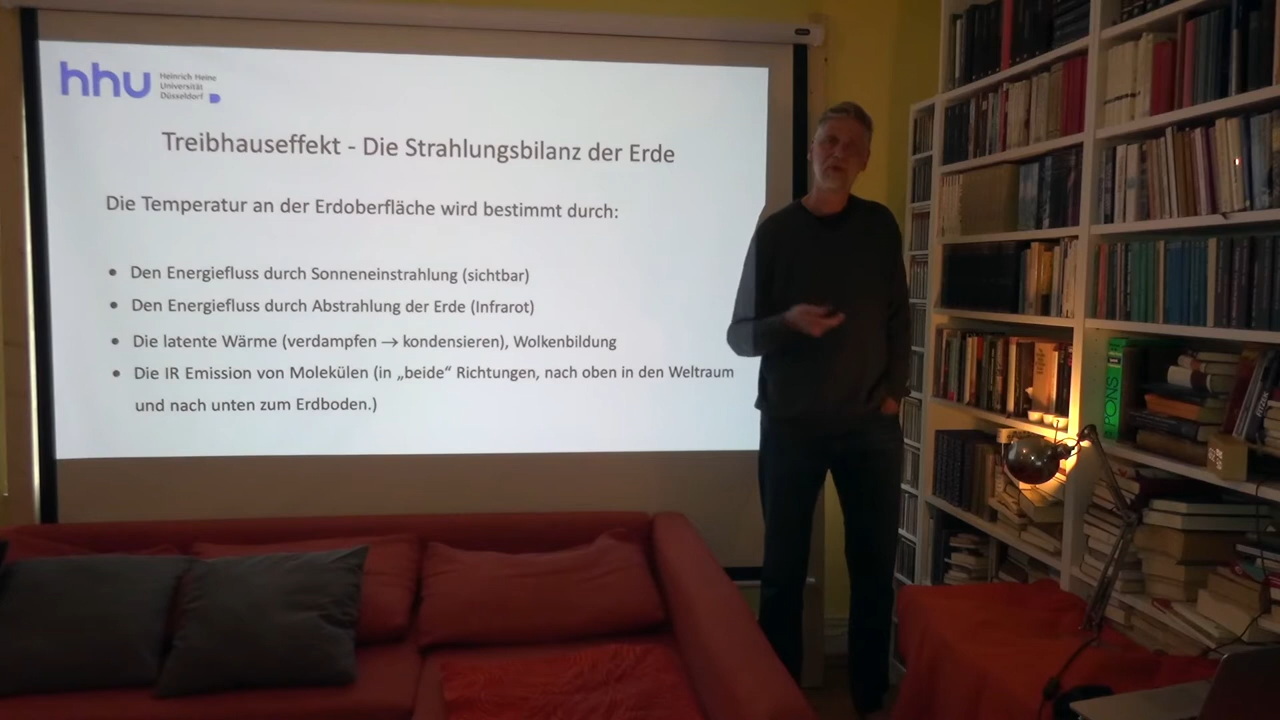 hhu
Heinrich Heine
Universität
Düsseldorf
Treibhauseffekt - Die Strahlungsbilanz der Erde
Die Temperatur an der Erdoberfläche wird bestimmt durch:
• Den Energiefluss durch Sonneneinstrahlung (sichtbar)
• Den Energiefluss durch Abstrahlung der Erde (Infrarot)
• Die latente Wärme (verdampfen → kondensieren), Wolkenbildung
• Die IR Emission von Molekülen (in „beide“ Richtungen, nach oben in den Weltraum
und nach unten zum Erdboden.)
PONS